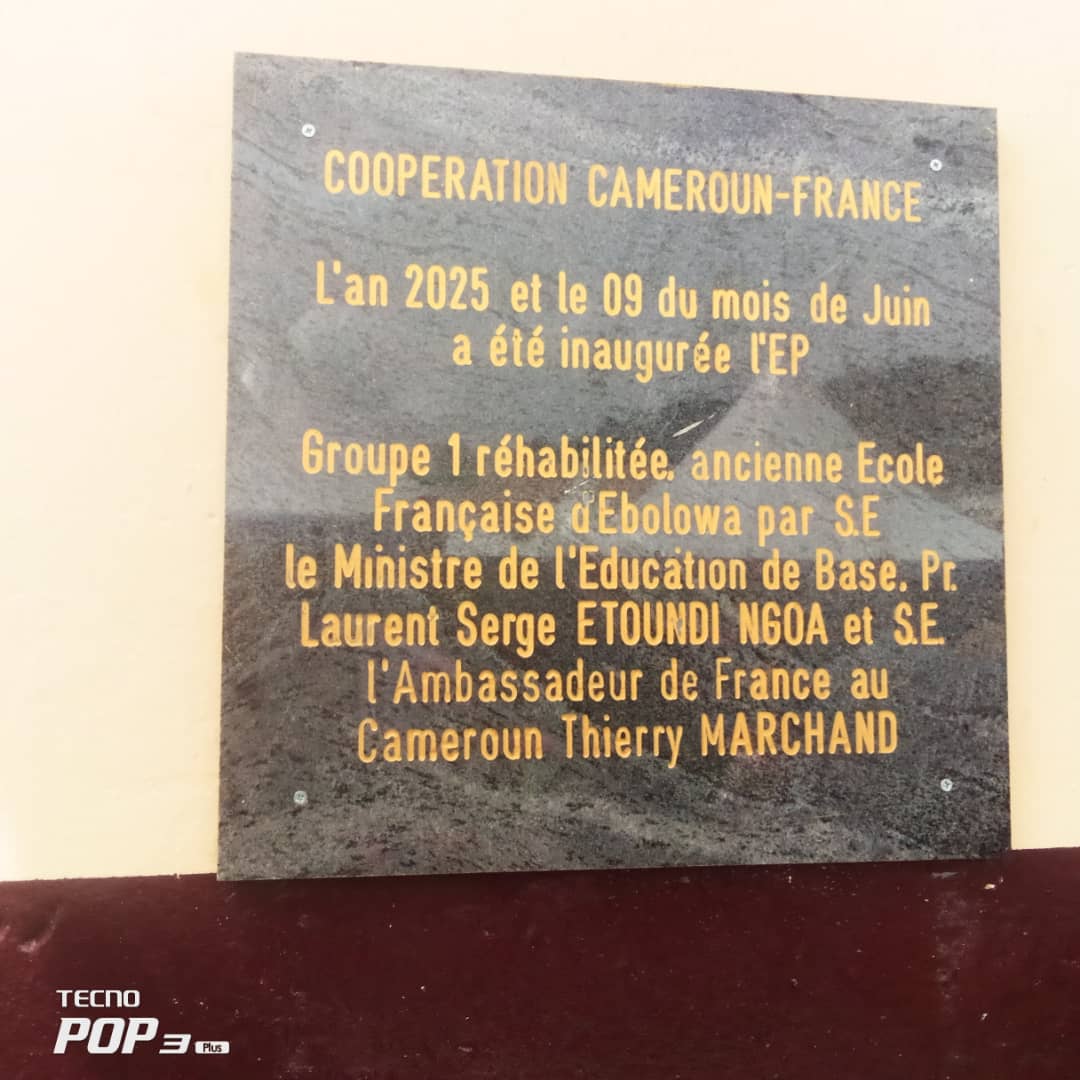 COOPERATION CAMEROUN-FRANCE
L'an 2025 et le 09 du mois de Juin
a été inaugurée l'EP
Groupe 1 réhabilitée, ancienne Ecole
Française d'Ebolowa par S.E
le Ministre de l'Education de Base, Pr.
Laurent Serge ETOUNDI NGOA et S.E.
l'Ambassadeur de France au
Cameroun Thierry MARCHAND
TECNO
POP 3 Plus